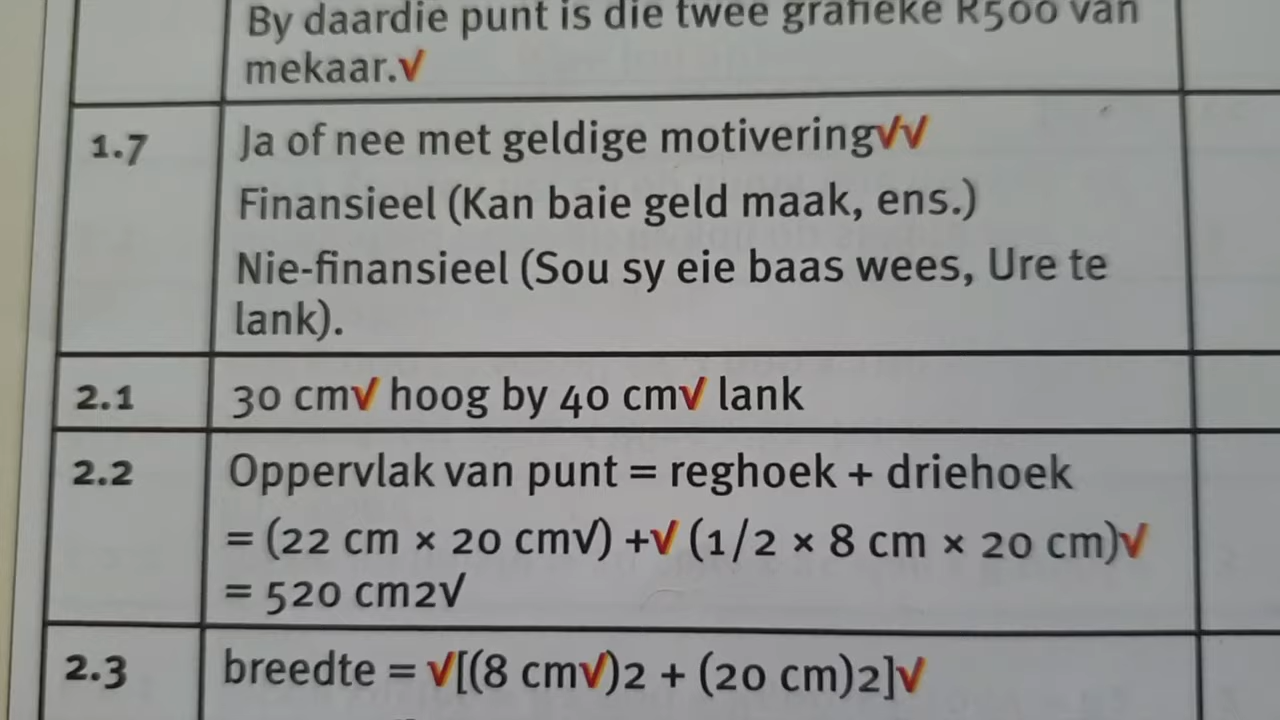 By daardie punt is die twee grafieke R500 van
mekaar.√
1.7
Ja of nee met geldige motivering√√
Finansieel (Kan baie geld maak, ens.)
Nie-finansieel (Sou sy eie baas wees, Ure te
lank).
2.1
30 cm√ hoog by 40 cm√ lank
2.2
Oppervlak van punt = reghoek + driehoek
= (22 cm × 20 cm√) +√ (1/2 × 8 cm × 20 cm)√
= 520 cm2√
2.3
breedte = √[(8 cm√)2 + (20 cm)2]√